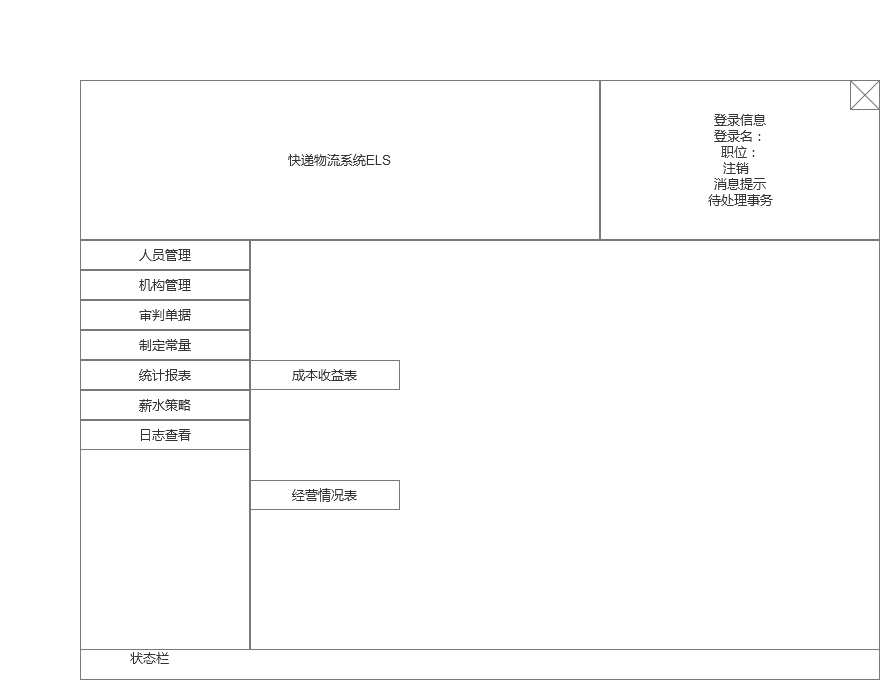 快递物流系统ELS
登录信息
登录名：
职位：
注销
消息提示
待处理事务
人员管理
机构管理
审判单据
制定常量
统计报表
成本收益表
薪水策略
日志查看
经营情况表
状态栏